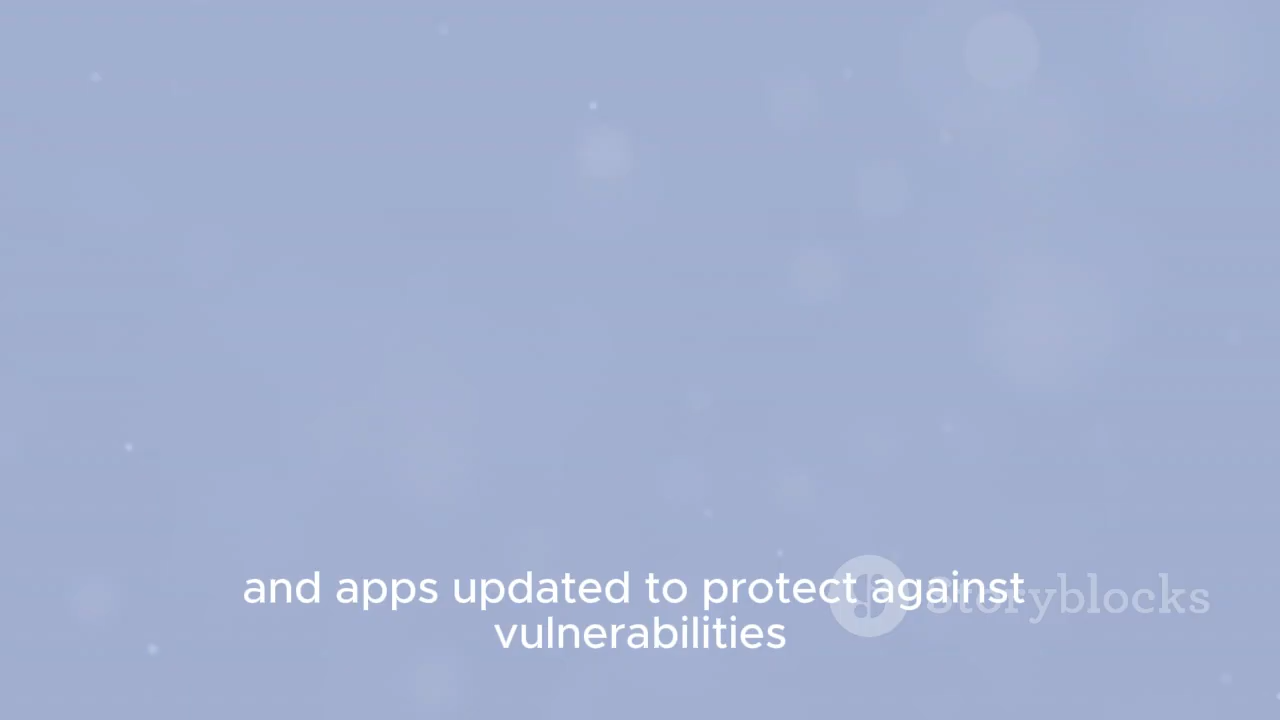 and apps updated to protect against
vulnerabilities
Storyblocks